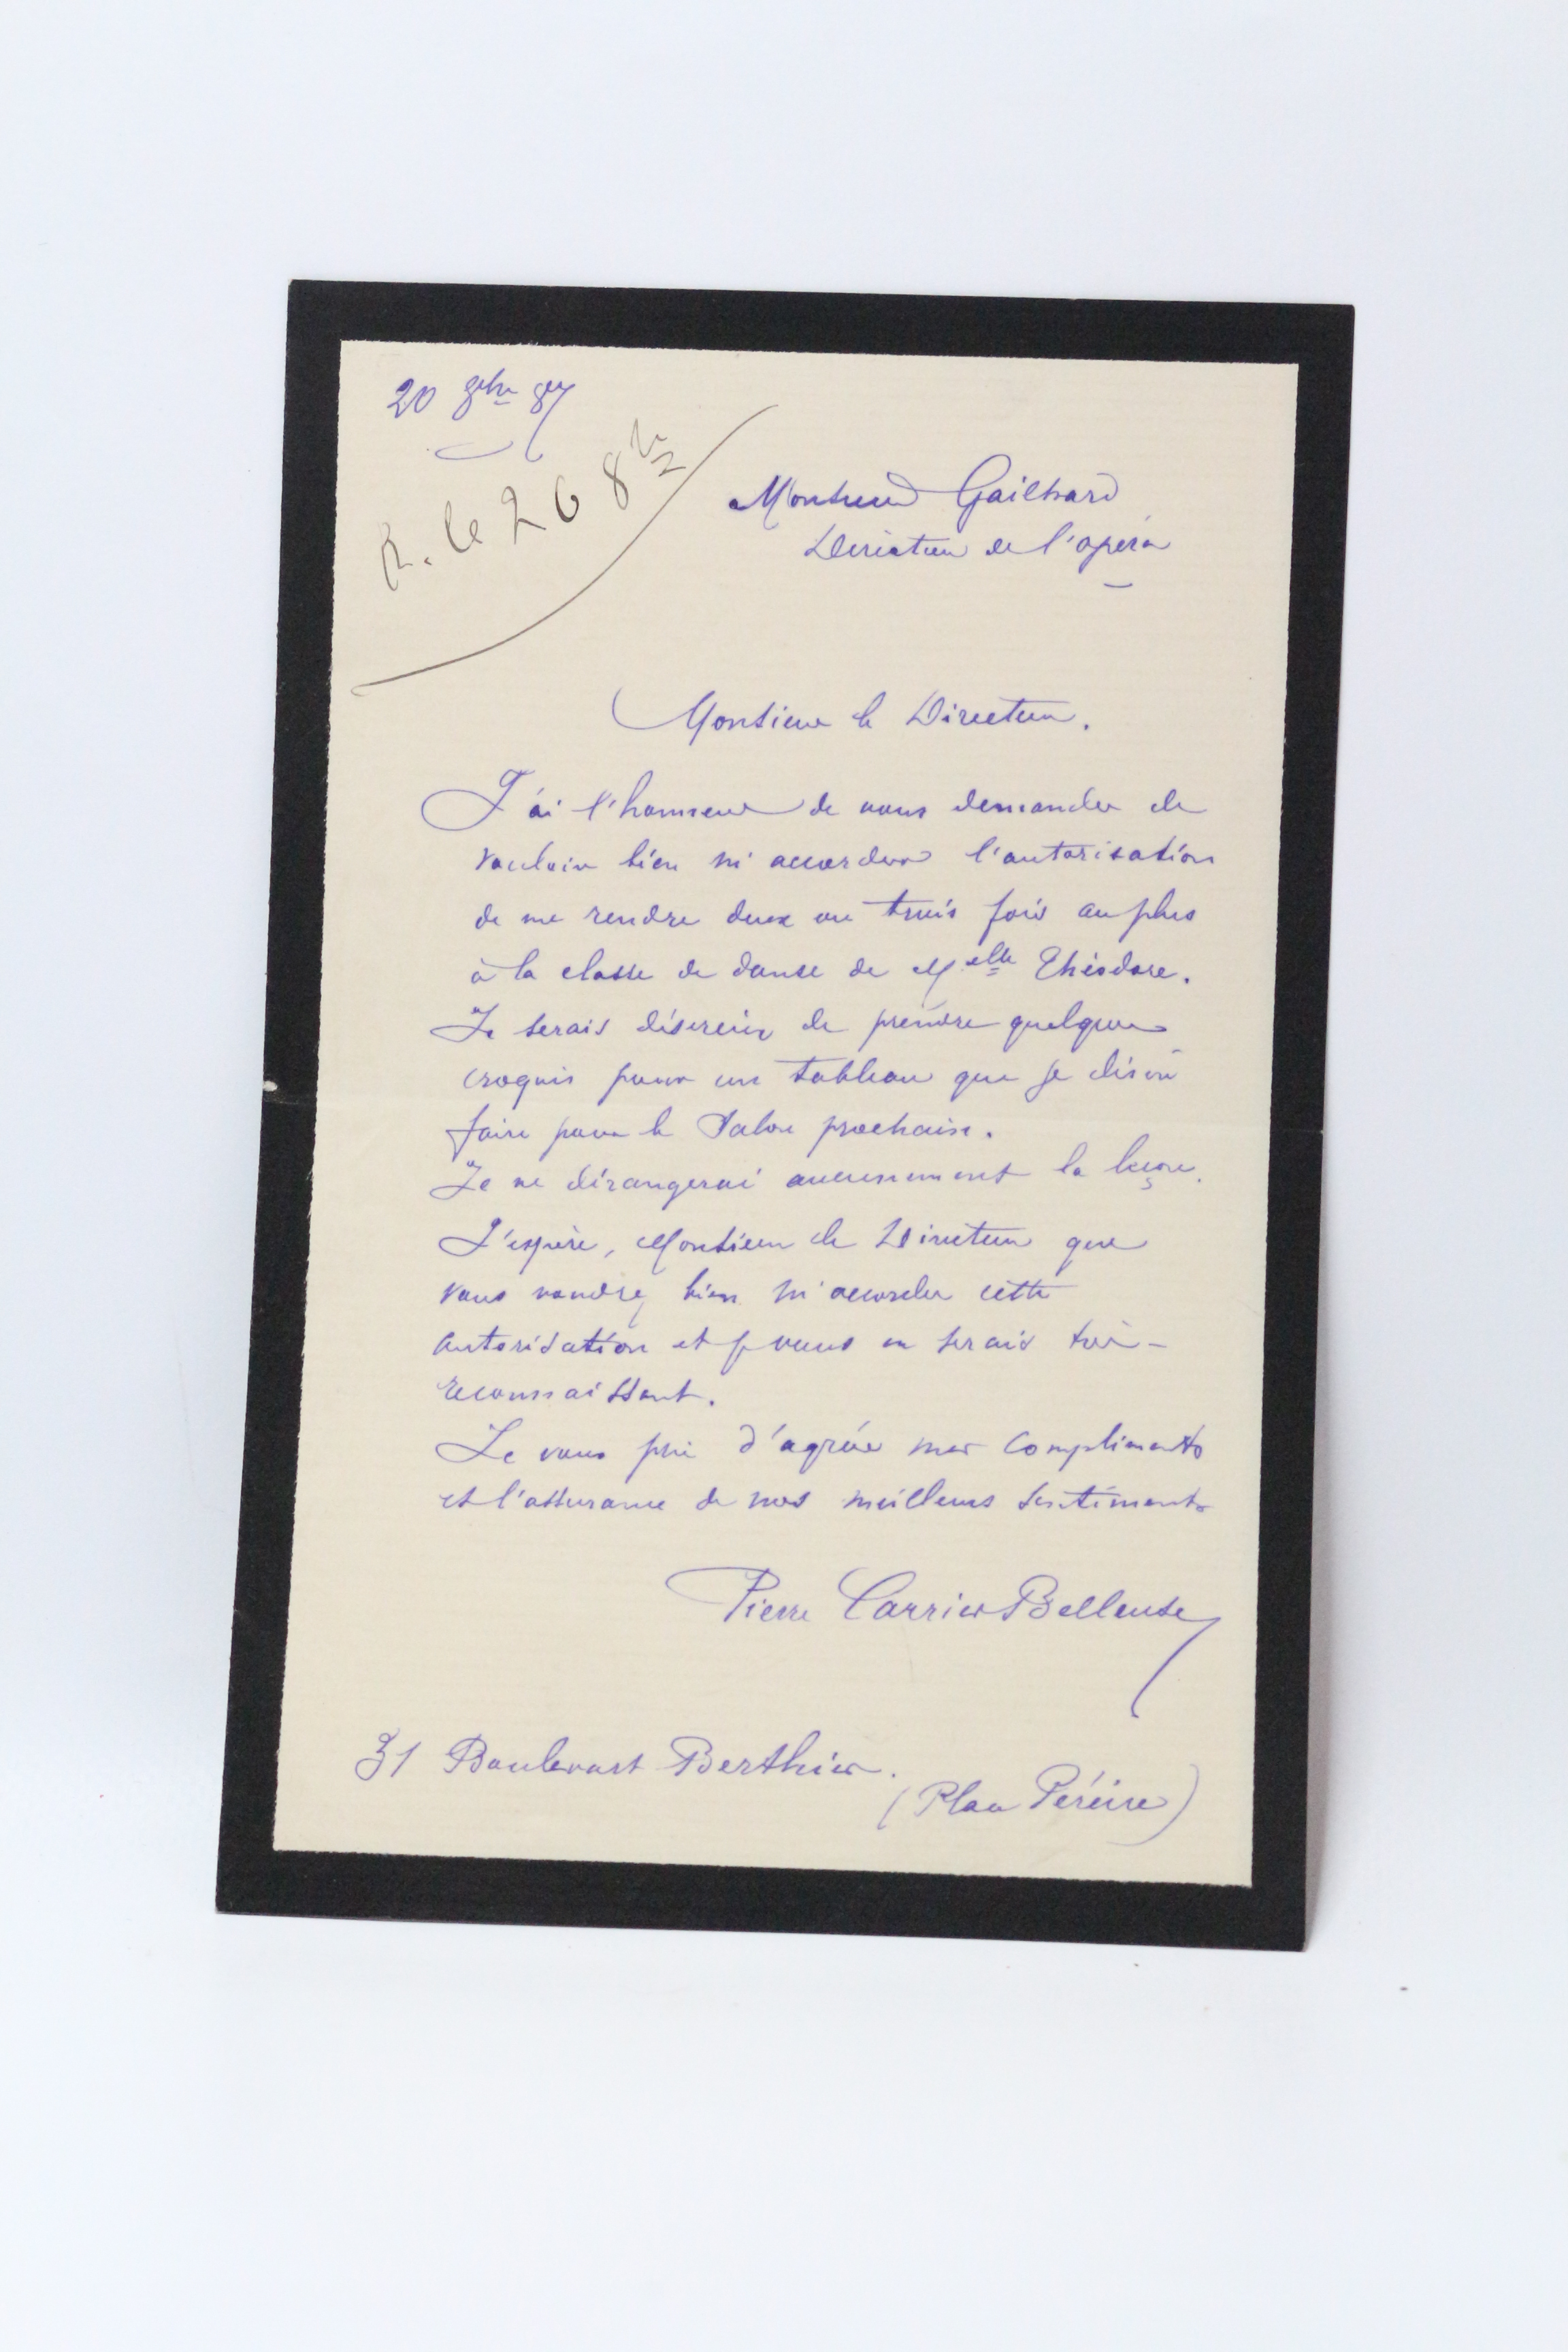 20 8bre 87
R. le 26 8bre
Monsieur Gailhard
Directeur de l'opéra
Monsieur le Directeur.
J'ai l'honneur de vous demander de
vouloir bien m'accorder l'autorisation
de me rendre deux ou trois fois au plus
à la classe de danse de Melle Théodore.
Je serais désireux de prendre quelques
croquis pour un tableau que je désire
faire pour le Salon prochain.
Je ne dérangerai aucunement la leçon.
J'espère, Monsieur le Directeur que
vous voudrez bien m'accorder cette
autorisation et je vous en serais très-
reconnaissant.
Je vous prie d'agréer mes compliments
et l'assurance de mes meilleurs sentiments
Pierre Carrier Belleuse
31 Boulevart Berthier.
(Place Péreire)